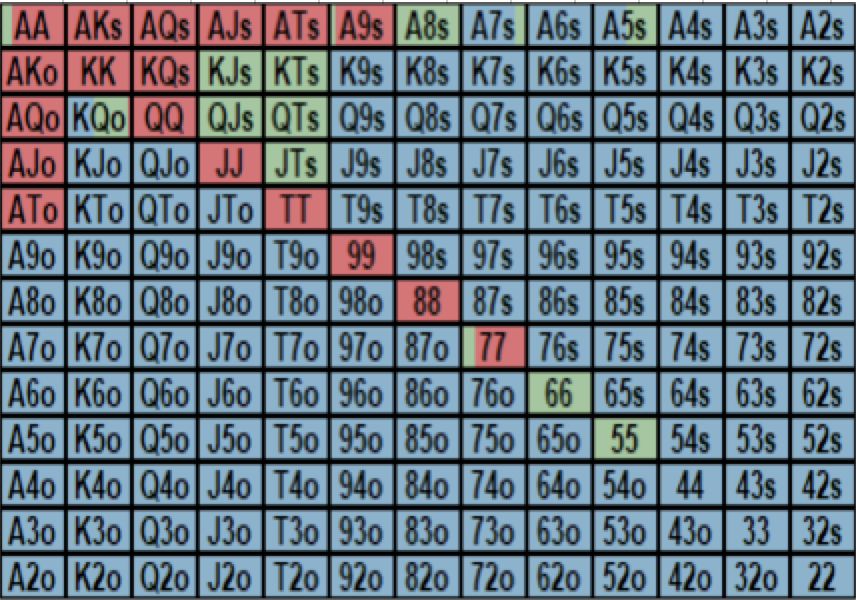 AA AKs AQs AJs ATs A9s A8s A7s A6s A5s A4s A3s A2s
AKo KK KQs KJs KTs K9s K8s K7s K6s K5s K4s K3s K2s
AQo KQo QQ QJs QTs Q9s Q8s Q7s Q6s Q5s Q4s Q3s Q2s
AJo KJo QJo JJ JTs J9s J8s J7s J6s J5s J4s J3s J2s
ATo KTo QTo JTo TT T9s T8s T7s T6s T5s T4s T3s T2s
A9o K9o Q9o J9o T9o 99 98s 97s 96s 95s 94s 93s 92s
A8o K8o Q8o J8o T8o 98o 88 87s 86s 85s 84s 83s 82s
A7o K7o Q7o J7o T7o 97o 87o 77 76s 75s 74s 73s 72s
A6o K6o Q6o J6o T6o 96o 86o 76o 66 65s 64s 63s 62s
A5o K5o Q5o J5o T5o 95o 85o 75o 65o 55 54s 53s 52s
A4o K4o Q4o J4o T4o 94o 84o 74o 64o 54o 44 43s 42s
A3o K3o Q3o J3o T3o 93o 83o 73o 63o 53o 43o 33 32s
A2o K2o Q2o J2o T2o 92o 82o 72o 62o 52o 42o 32o 22